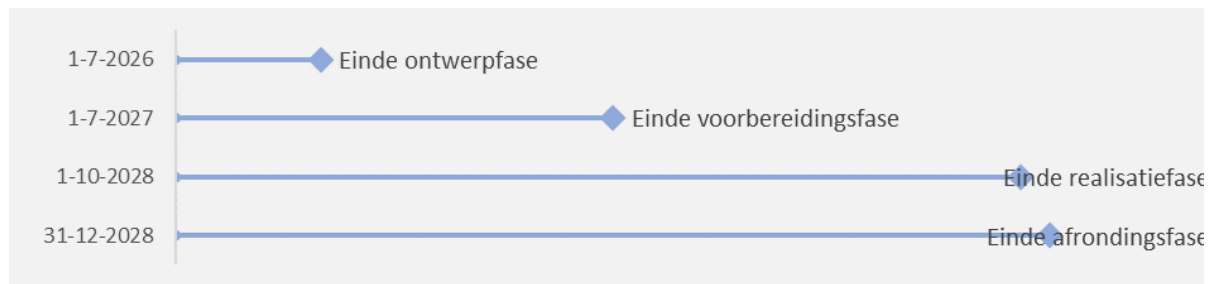 1-7-2026 Einde ontwerpfase
1-7-2027 Einde voorbereidingsfase
1-10-2028 Einde realisatiefase
31-12-2028 Einde afrondingsfase